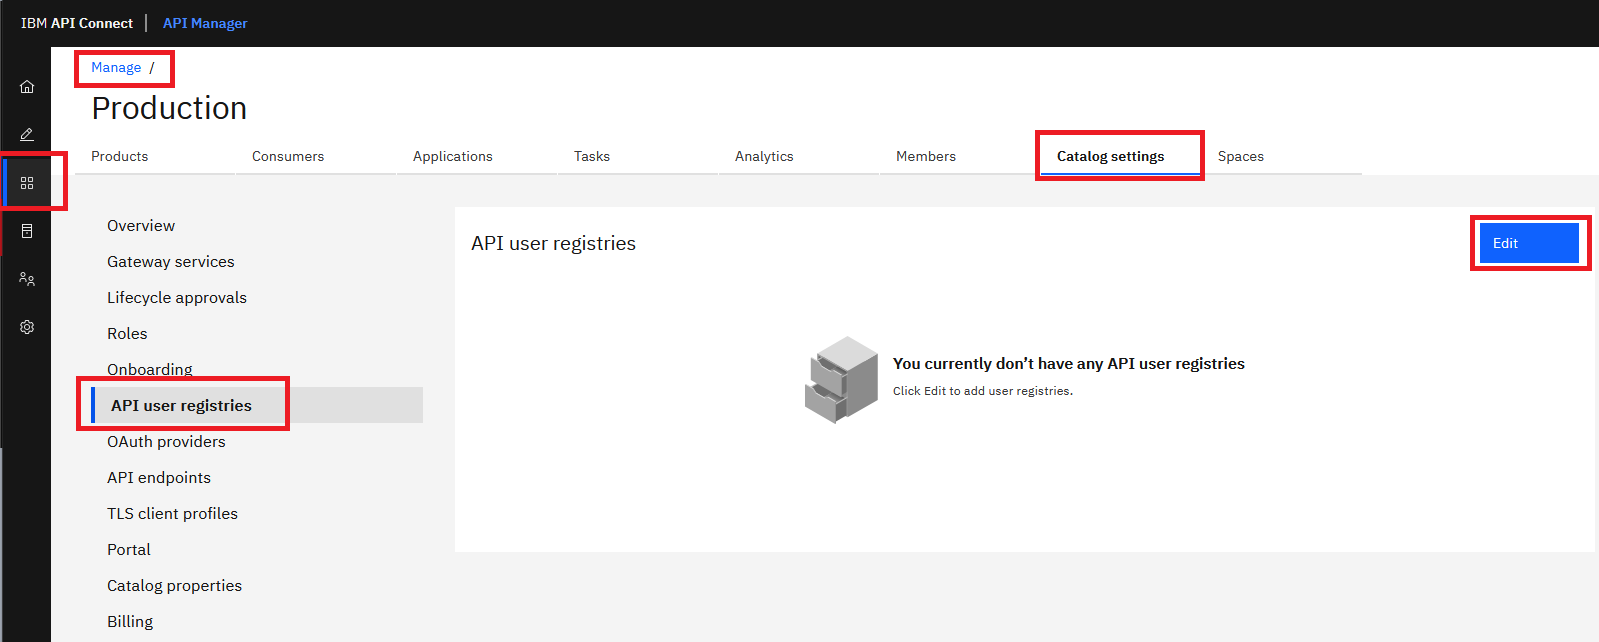 IBM API Connect | API Manager
Manage /
Production
Products Consumers Applications Tasks Analytics Members Catalog settings Spaces
Overview
Gateway services
Lifecycle approvals
Roles
Onboarding
API user registries
OAuth providers
API endpoints
TLS client profiles
Portal
Catalog properties
Billing
API user registries
Edit
You currently don’t have any API user registries
Click Edit to add user registries.